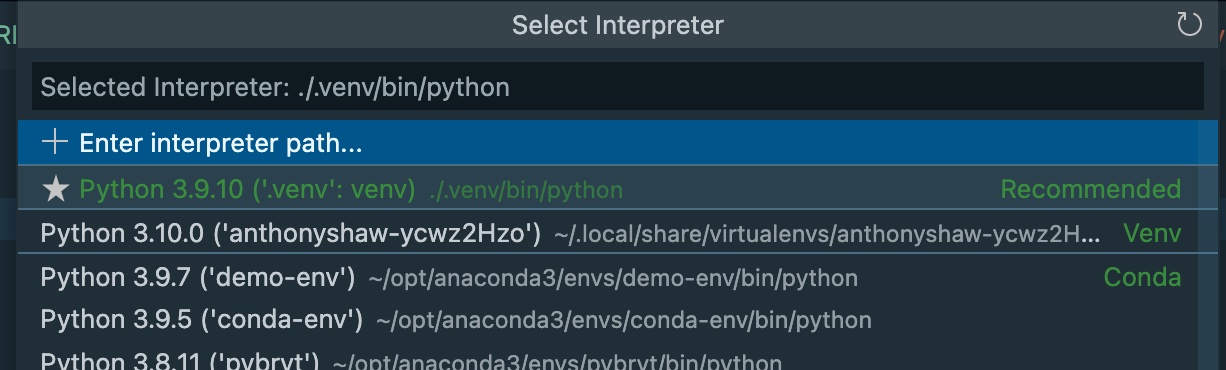 Select Interpreter
Selected Interpreter: ./.venv/bin/python
Enter interpreter path...
Python 3.9.10 ('.venv': venv) ./.venv/bin/python Recommended
Python 3.10.0 ('anthonyshaw-ycwz2Hzo') ~/.local/share/virtualenvs/anthonyshaw-ycwz2H... Venv
Python 3.9.7 ('demo-env') ~/opt/anaconda3/envs/demo-env/bin/python Conda
Python 3.9.5 ('conda-env') ~/opt/anaconda3/envs/conda-env/bin/python
Python 3.8.11 ('pybryt') ~/opt/anaconda3/envs/pybryt/bin/python